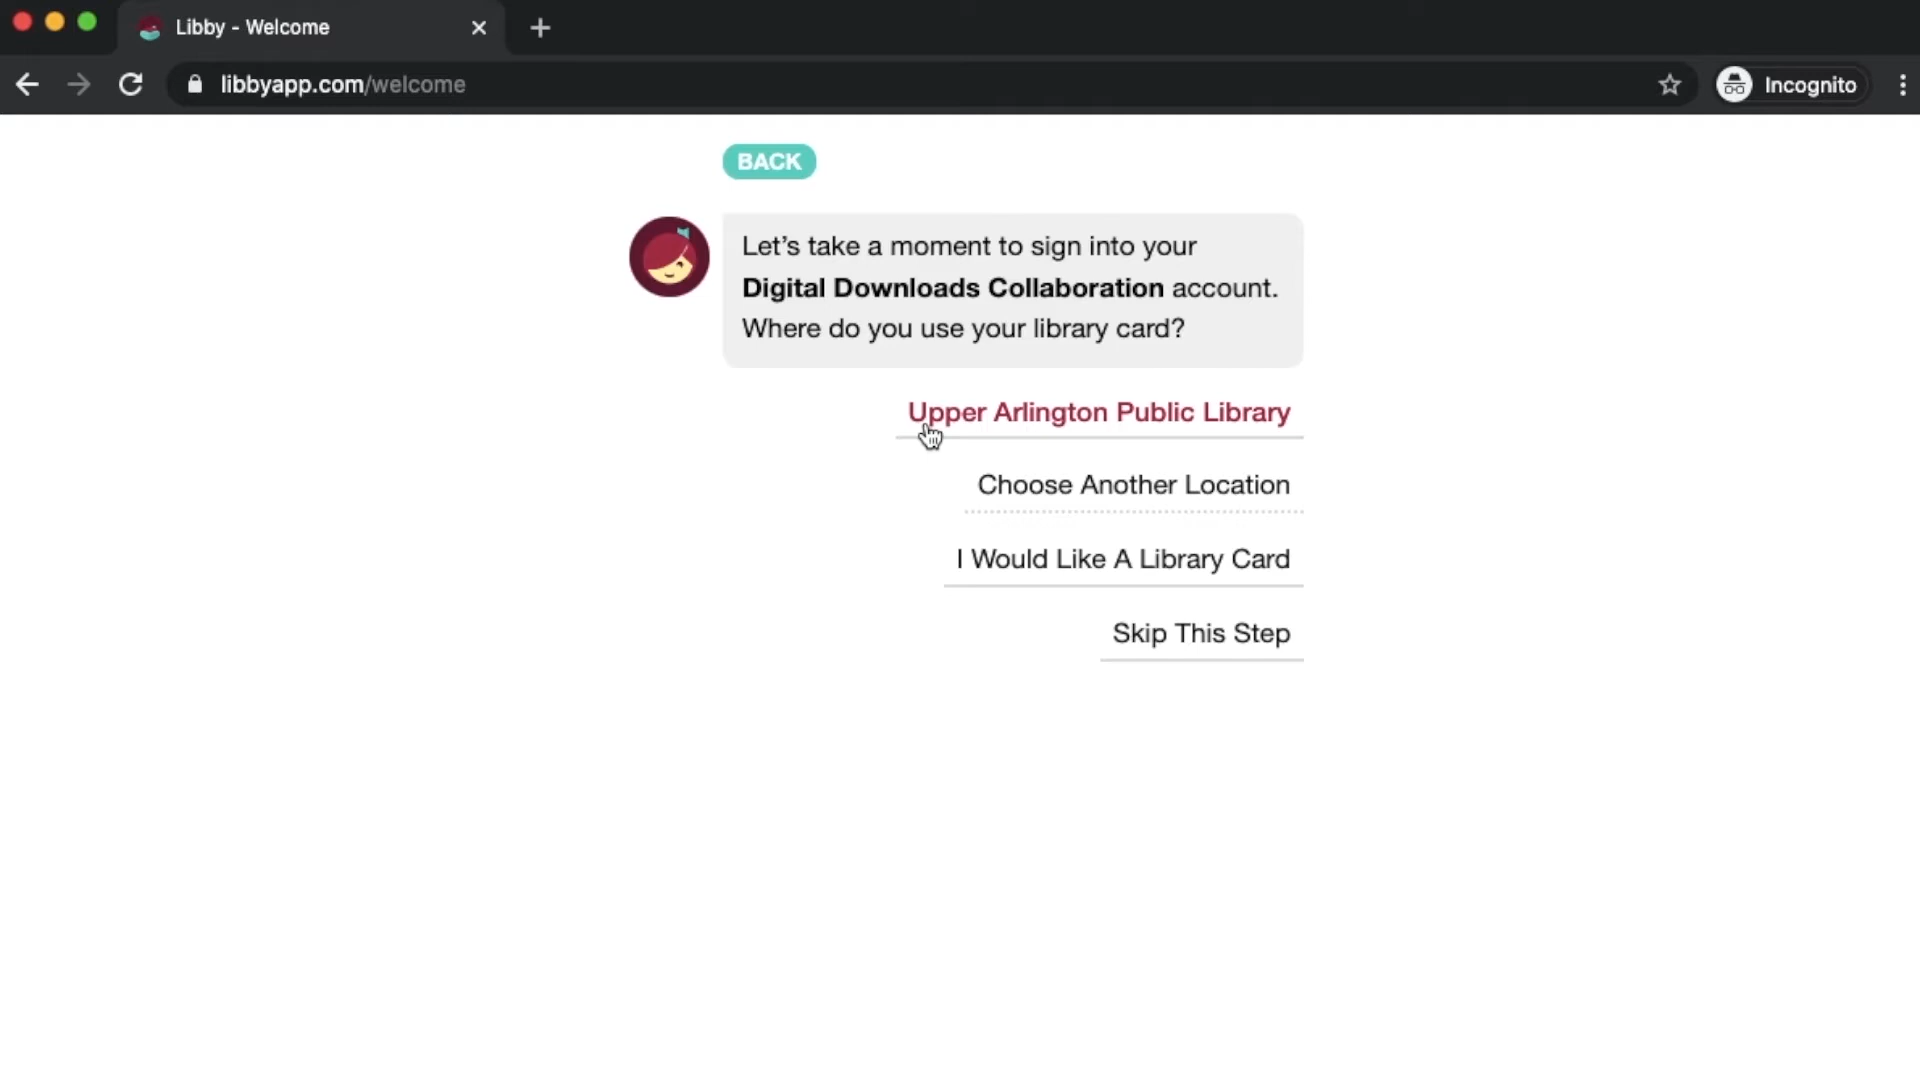 Libby - Welcome
libbyapp.com/welcome
Incognito
BACK
Let’s take a moment to sign into your
Digital Downloads Collaboration account.
Where do you use your library card?
Upper Arlington Public Library
Choose Another Location
I Would Like A Library Card
Skip This Step